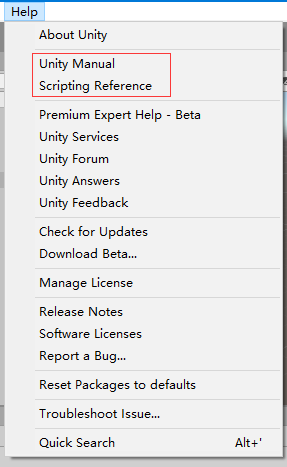 Help
About Unity
Unity Manual
Scripting Reference
Premium Expert Help - Beta
Unity Services
Unity Forum
Unity Answers
Unity Feedback
Check for Updates
Download Beta...
Manage License
Release Notes
Software Licenses
Report a Bug...
Reset Packages to defaults
Troubleshoot Issue...
Quick Search Alt+'